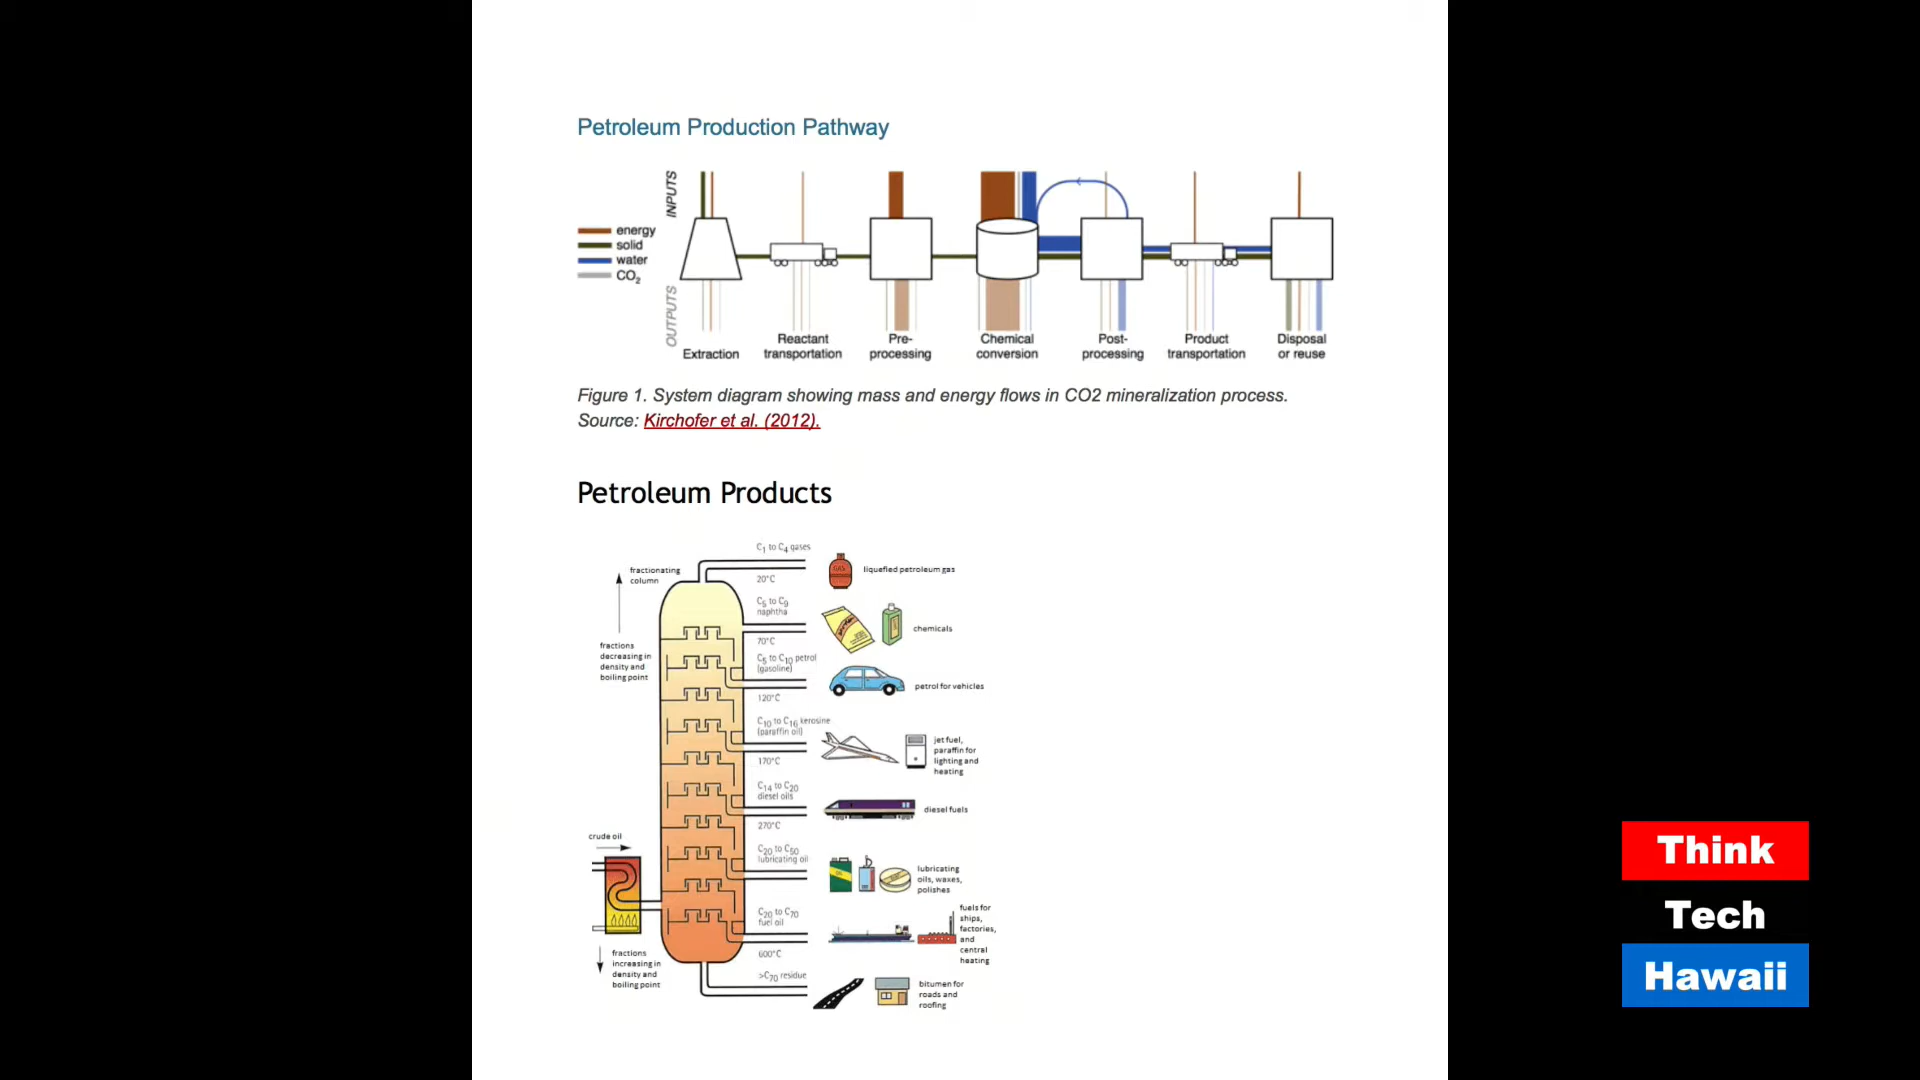 Petroleum Production Pathway
INPUTS
energy
solid
water
CO2
OUTPUTS
Extraction
Reactant
transportation
Pre-
processing
Chemical
conversion
Post-
processing
Product
transportation
Disposal
or reuse
Figure 1. System diagram showing mass and energy flows in CO2 mineralization process.
Source: Kirchofer et al. (2012).
Petroleum Products
fractionating
column
fractions
decreasing in
density and
boiling point
crude oil
fractions
increasing in
density and
boiling point
C1 to C4 gases
20°C
GAS
liquefied petroleum gas
C5 to C9
naphtha
70°C
chemicals
C5 to C10 petrol
(gasoline)
120°C
petrol for vehicles
C10 to C16 kerosine
(paraffin oil)
170°C
jet fuel,
paraffin for
lighting and
heating
C14 to C20
diesel oils
270°C
diesel fuels
C20 to C50
lubricating oil
lubricating
oils, waxes,
polishes
C20 to C70
fuel oil
600°C
fuels for
ships,
factories,
and
central
heating
>C70 residue
bitumen for
roads and
roofing
Think
Tech
Hawaii